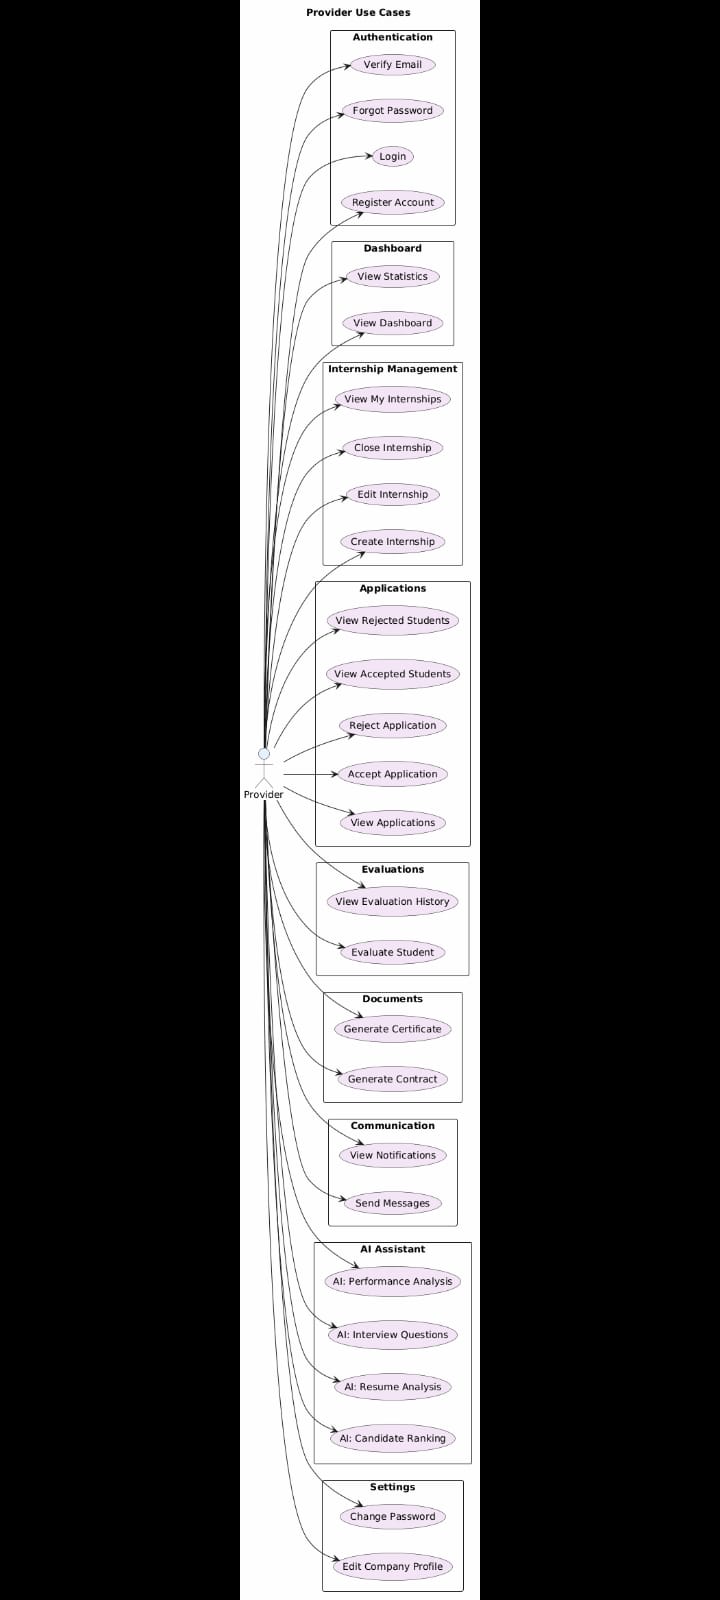 Provider Use Cases
Authentication
Verify Email
Forgot Password
Login
Register Account
Dashboard
View Statistics
View Dashboard
Internship Management
View My Internships
Close Internship
Edit Internship
Create Internship
Applications
View Rejected Students
View Accepted Students
Reject Application
Accept Application
View Applications
Provider
Evaluations
View Evaluation History
Evaluate Student
Documents
Generate Certificate
Generate Contract
Communication
View Notifications
Send Messages
AI Assistant
AI: Performance Analysis
AI: Interview Questions
AI: Resume Analysis
AI: Candidate Ranking
Settings
Change Password
Edit Company Profile